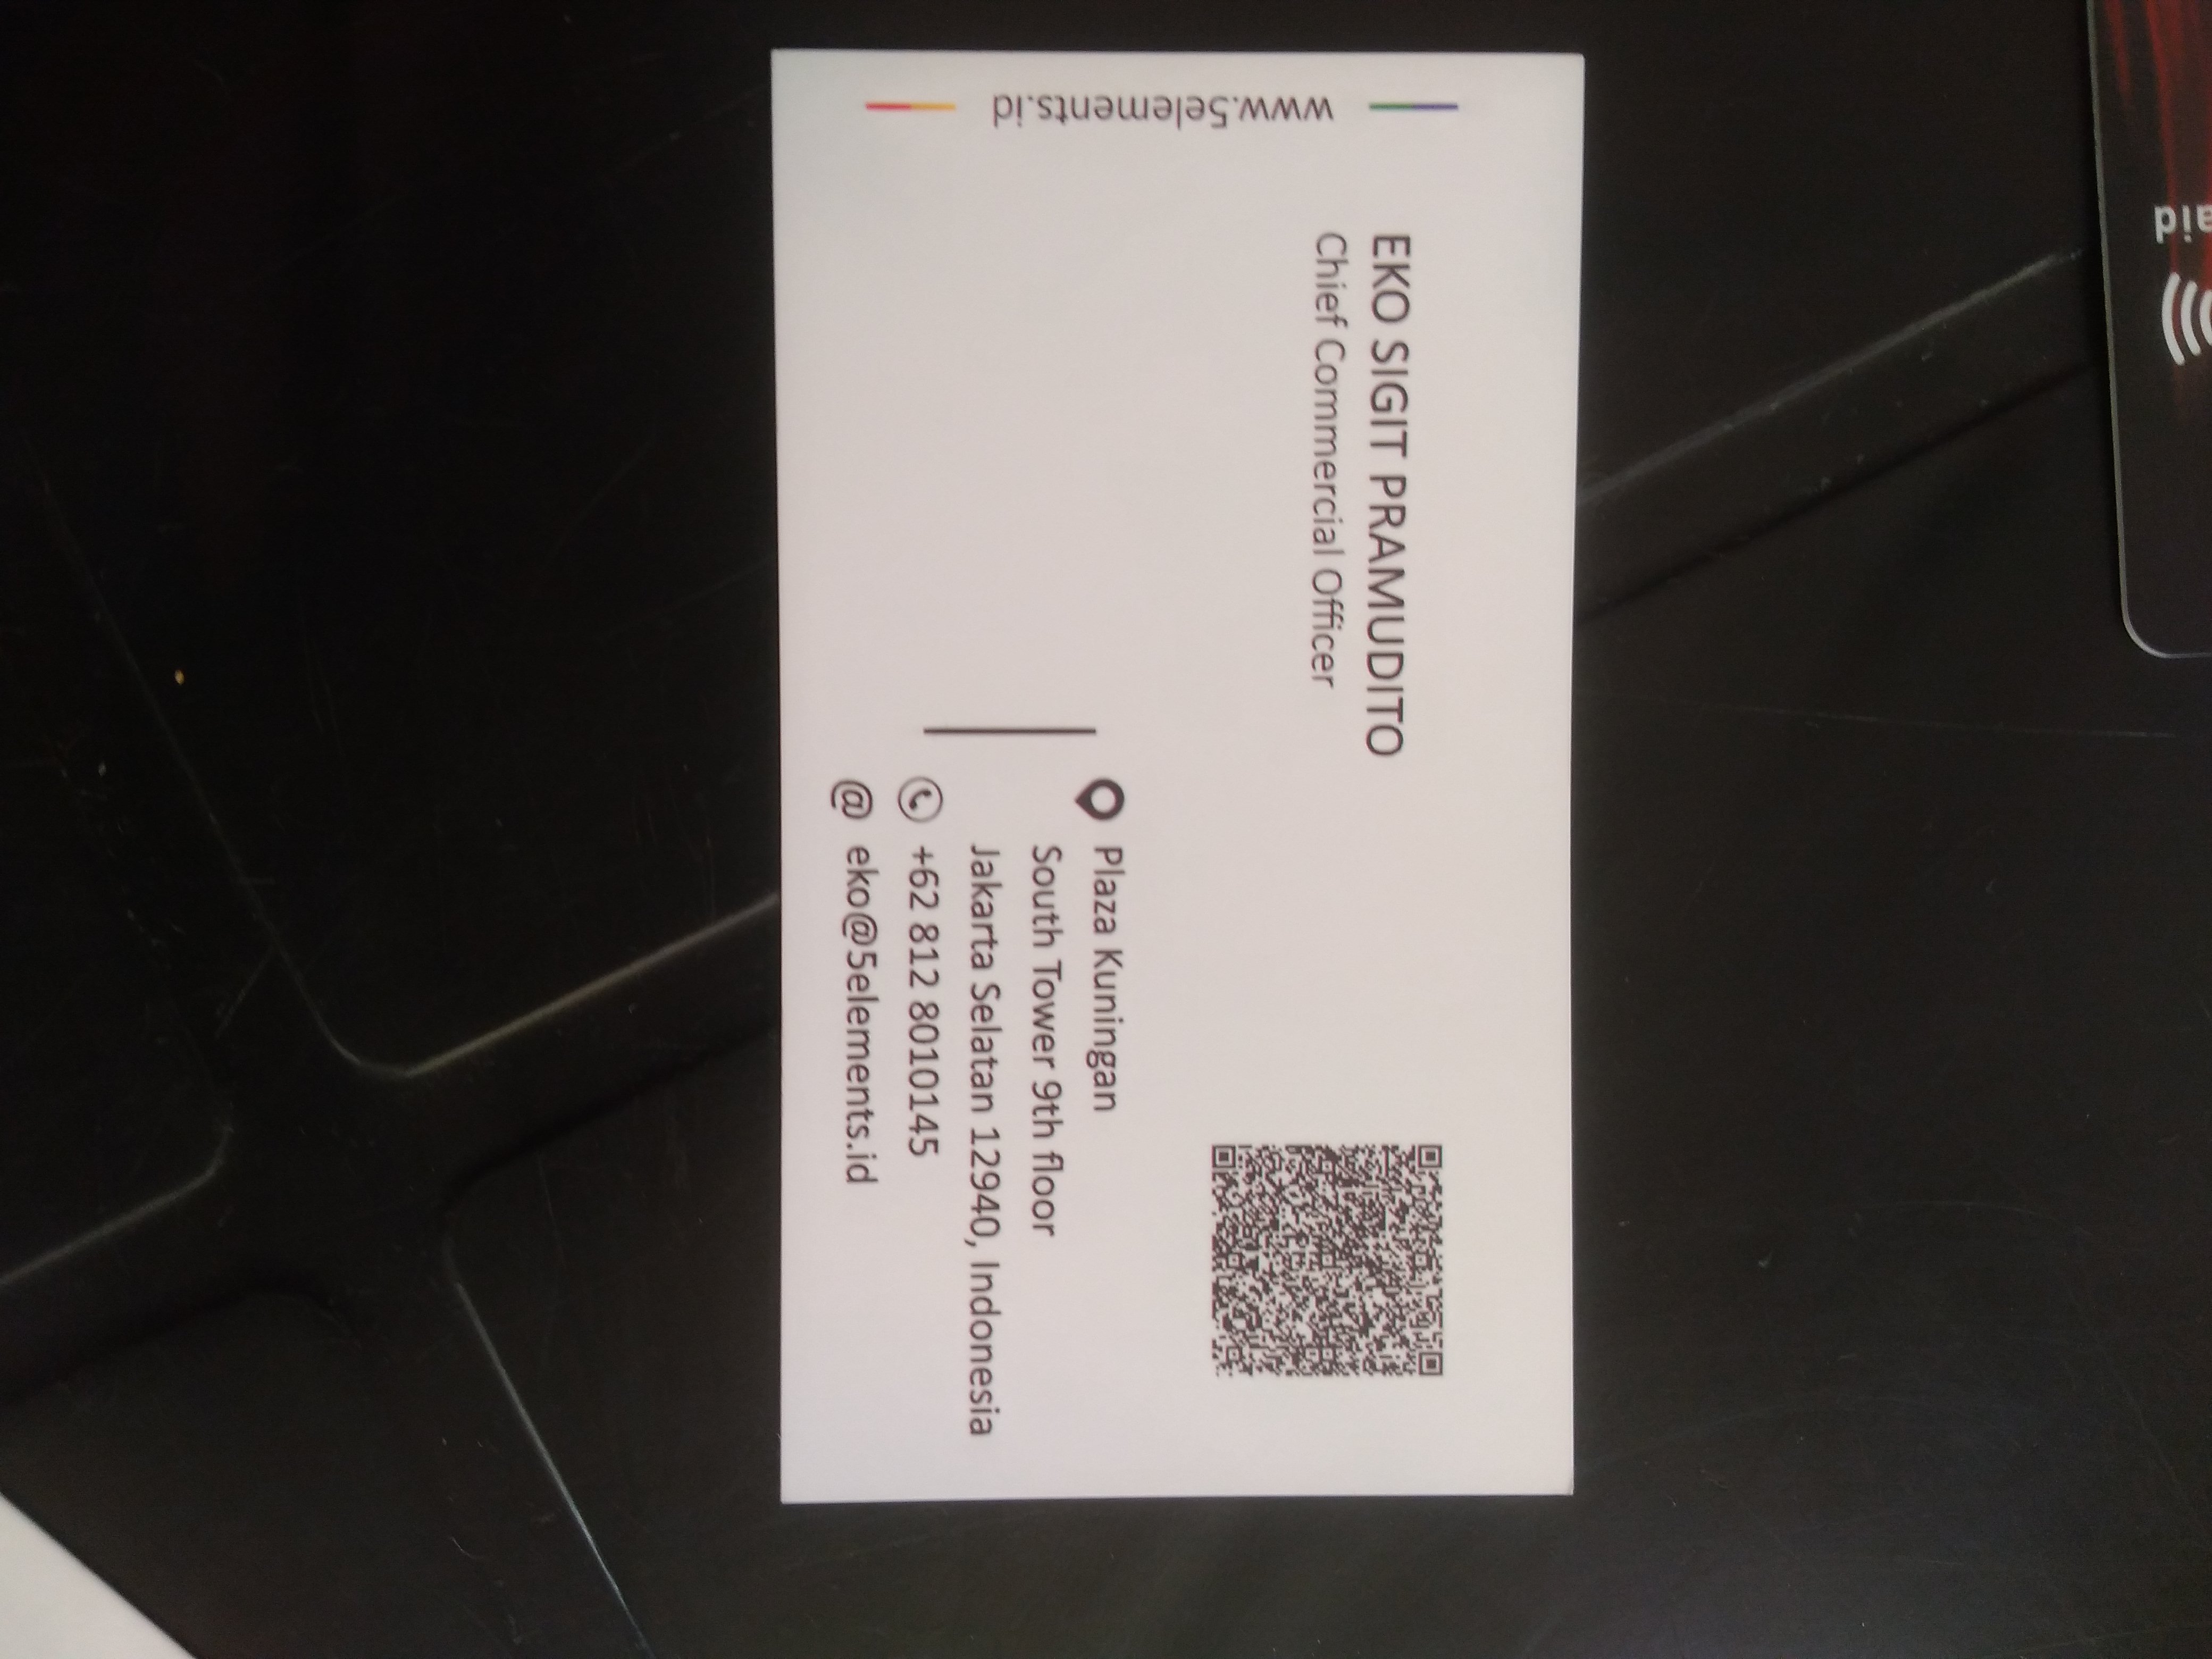 aid
www.5elements.id
EKO SIGIT PRAMUDITO
Chief Commercial Officer
Plaza Kuningan
South Tower 9th floor
Jakarta Selatan 12940, Indonesia
+62 812 8010145
@ eko@5elements.id